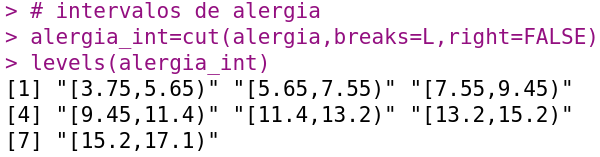 > # intervalos de alergia
> alergia_int=cut(alergia,breaks=L,right=FALSE)
> levels(alergia_int)
[1] "[3.75,5.65)" "[5.65,7.55)" "[7.55,9.45)"
[4] "[9.45,11.4)" "[11.4,13.2)" "[13.2,15.2)"
[7] "[15.2,17.1)"